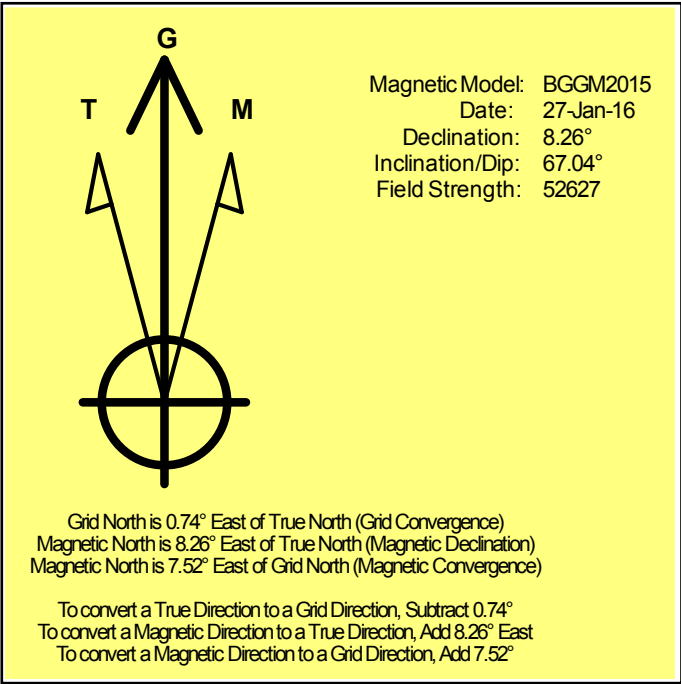 G
T M
Magnetic Model: BGGM2015
Date: 27-Jan-16
Declination: 8.26°
Inclination/Dip: 67.04°
Field Strength: 52627
Grid North is 0.74° East of True North (Grid Convergence)
Magnetic North is 8.26° East of True North (Magnetic Declination)
Magnetic North is 7.52° East of Grid North (Magnetic Convergence)
To convert a True Direction to a Grid Direction, Subtract 0.74°
To convert a Magnetic Direction to a True Direction, Add 8.26° East
To convert a Magnetic Direction to a Grid Direction, Add 7.52°